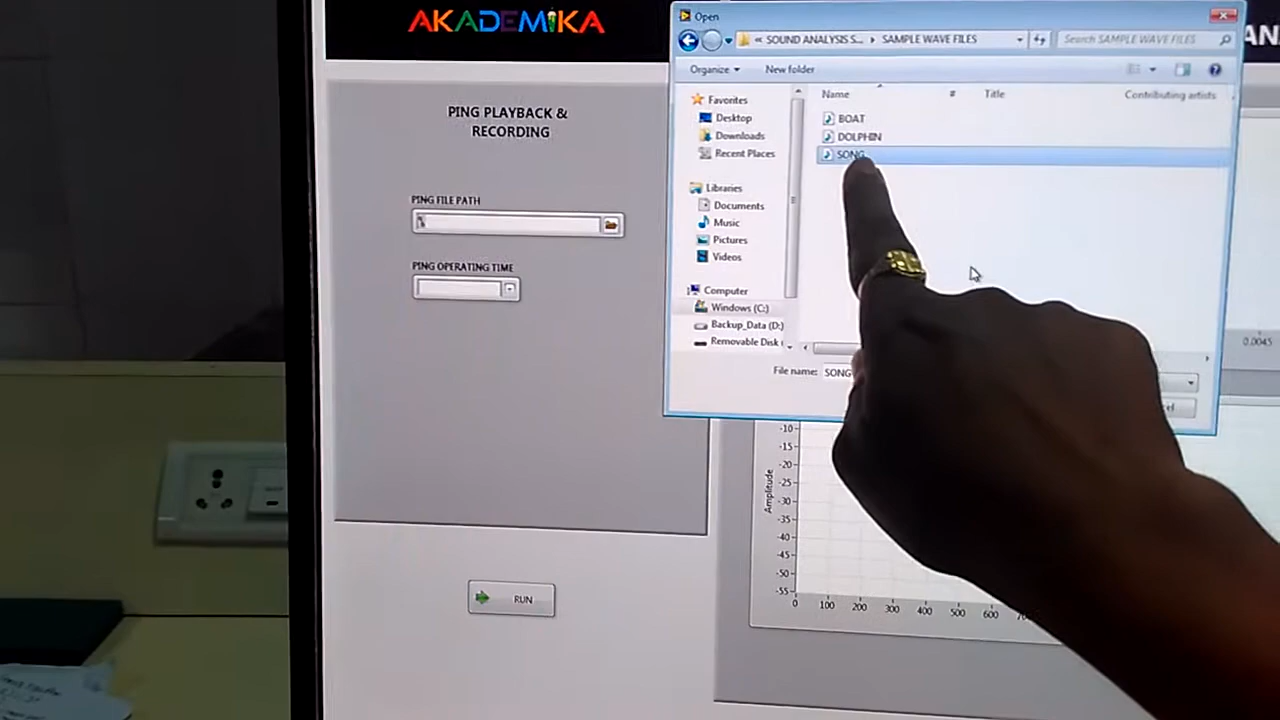 AKADEMIKA
PING PLAYBACK &
RECORDING
PING FILE PATH
PING OPERATING TIME
RUN
Open
« SOUND ANALYSIS S... ▸ SAMPLE WAVE FILES
Search SAMPLE WAVE FILES
Organize
New folder
Name
#
Title
Contributing artists
Favorites
Desktop
Downloads
Recent Places
Libraries
Documents
Music
Pictures
Videos
Computer
Windows (C:)
Backup_Data (D:)
Removable Disk
BOAT
DOLPHIN
SONG
File name:
SONG
AN
0.0045
Amplitude
-10
-15
-20
-25
-30
-35
-40
-45
-50
-55
0
100
200
300
400
500
600